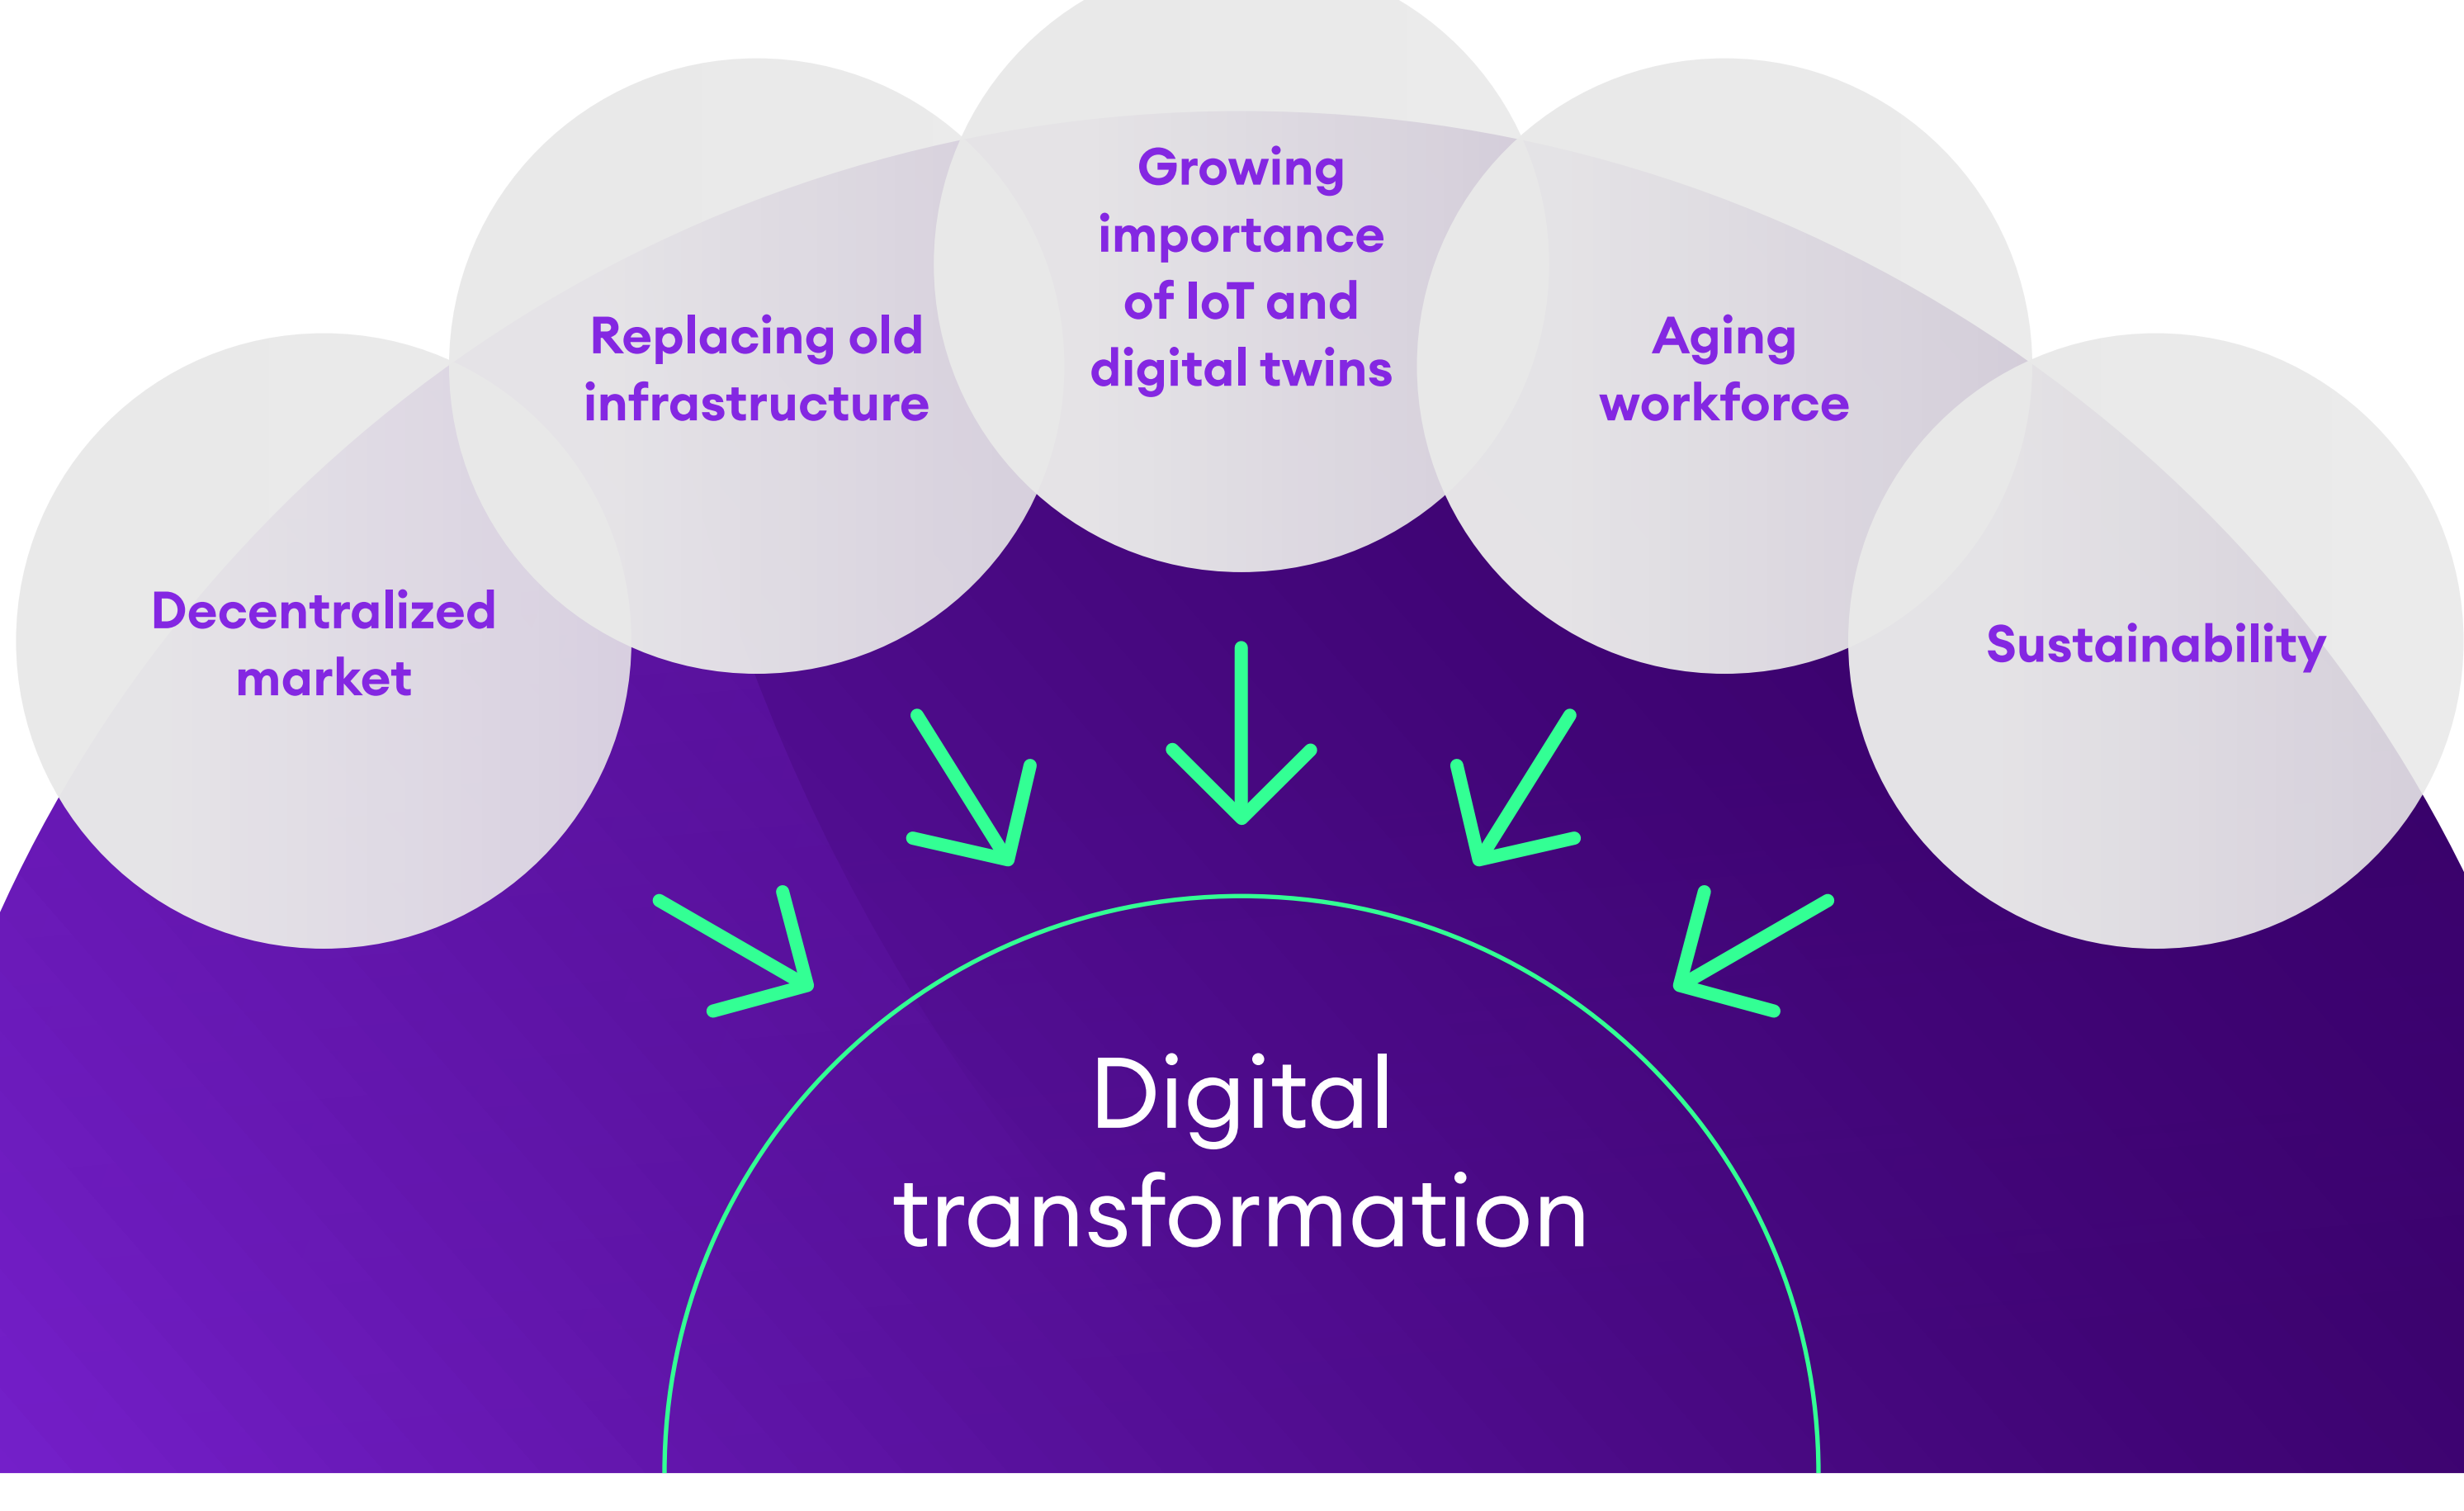 Decentralized
market
Replacing old
infrastructure
Growing
importance
of IoT and
digital twins
Aging
workforce
Sustainability
Digital
transformation